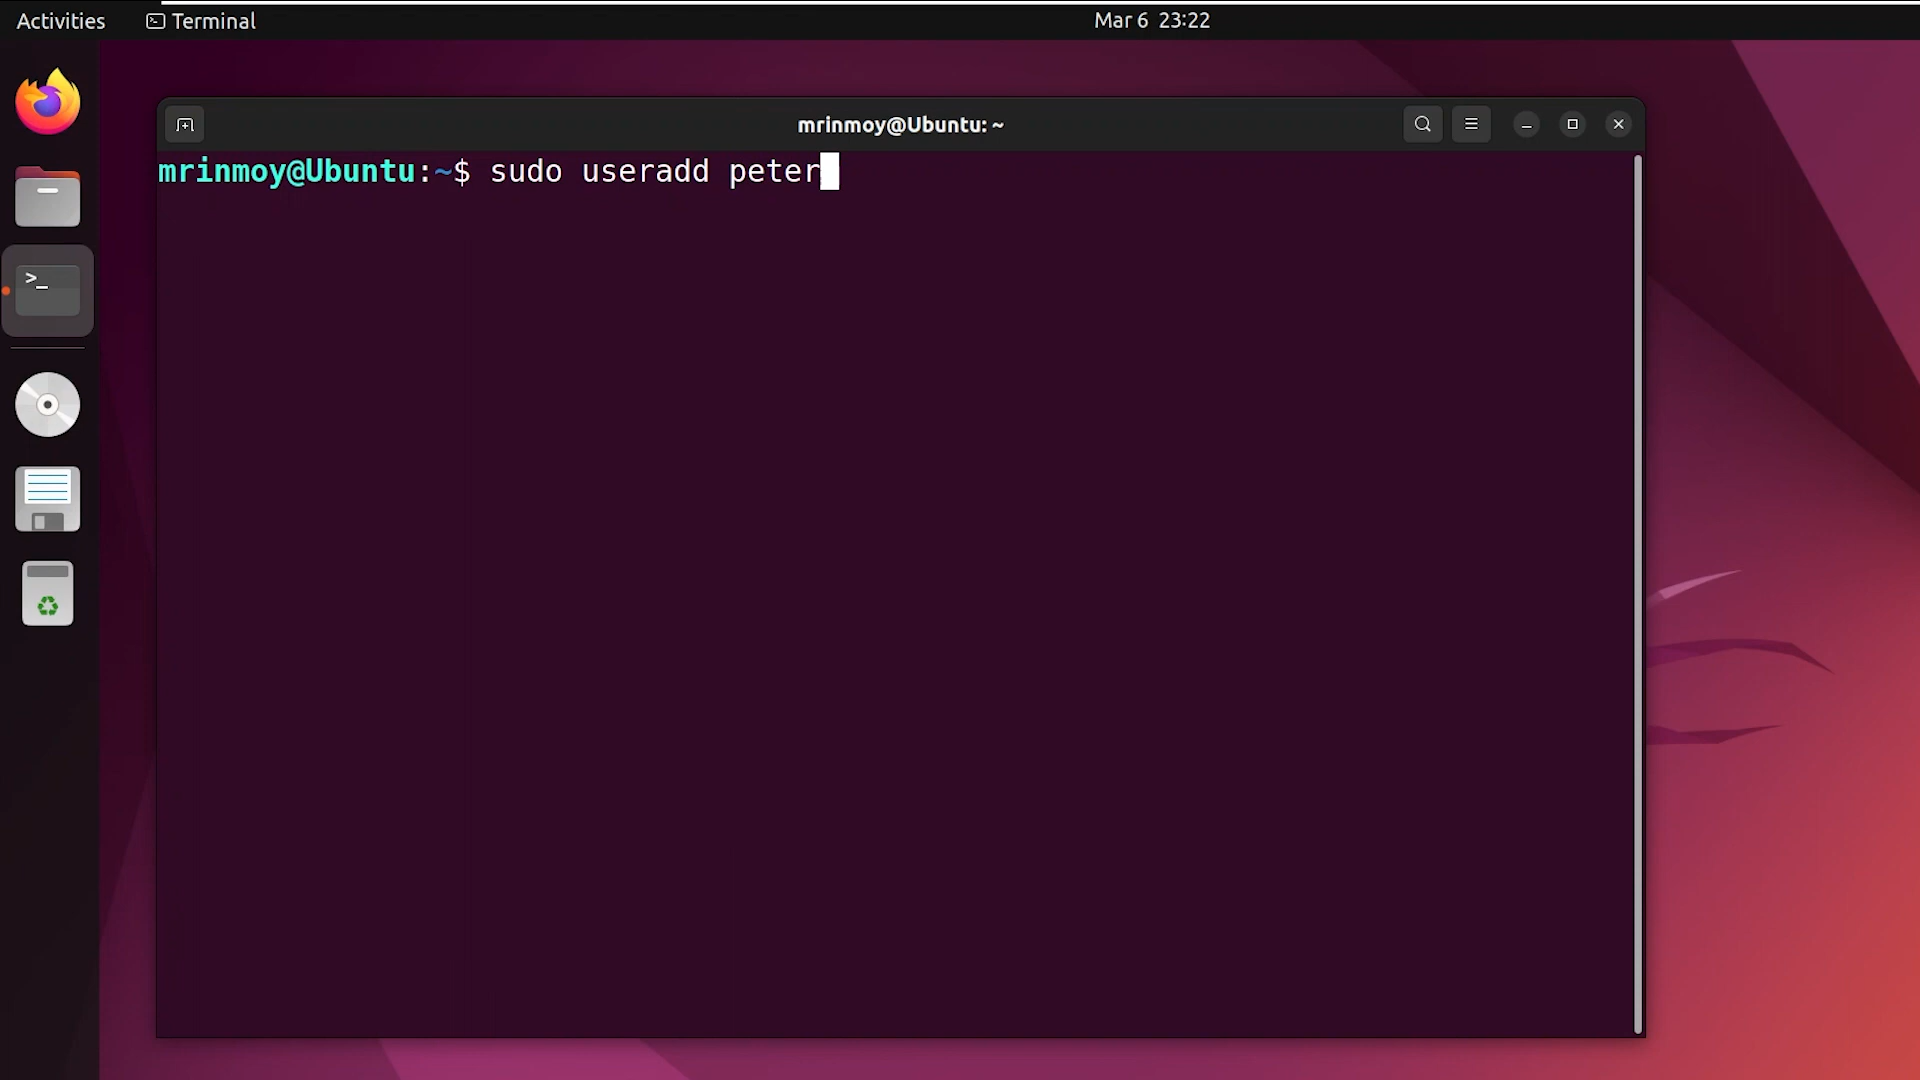 Activities Terminal Mar 6 23:22
mrinmoy@Ubuntu: ~
mrinmoy@Ubuntu:~$ sudo useradd peter
>_